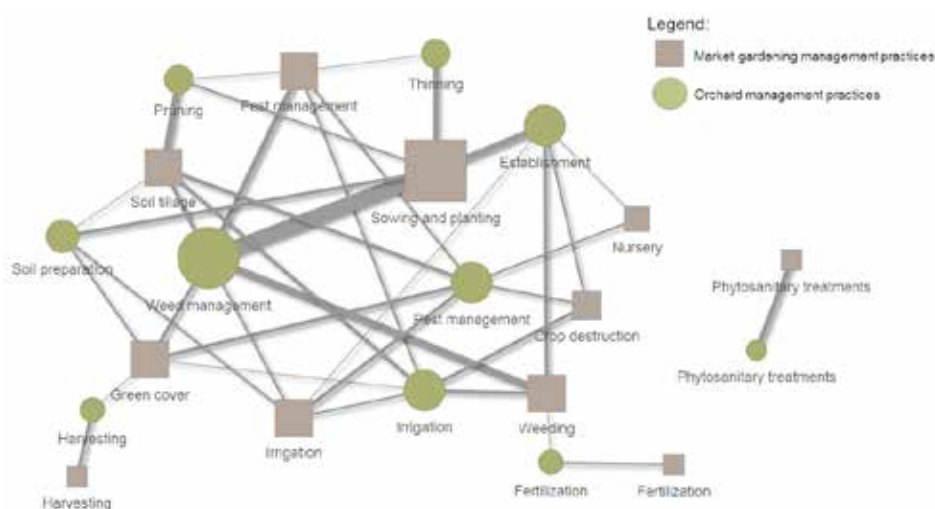 Legend:
Market gardening management practices
Orchard management practices
Thinning
Pruning
Pest management
Establishment
Soil tillage
Sowing and planting
Nursery
Soil preparation
Phytosanitary treatments
Weed management
Pest management
Crop destruction
Phytosanitary treatments
Green cover
Irrigation
Weeding
Harvesting
Irrigation
Fertilization
Fertilization
Harvesting